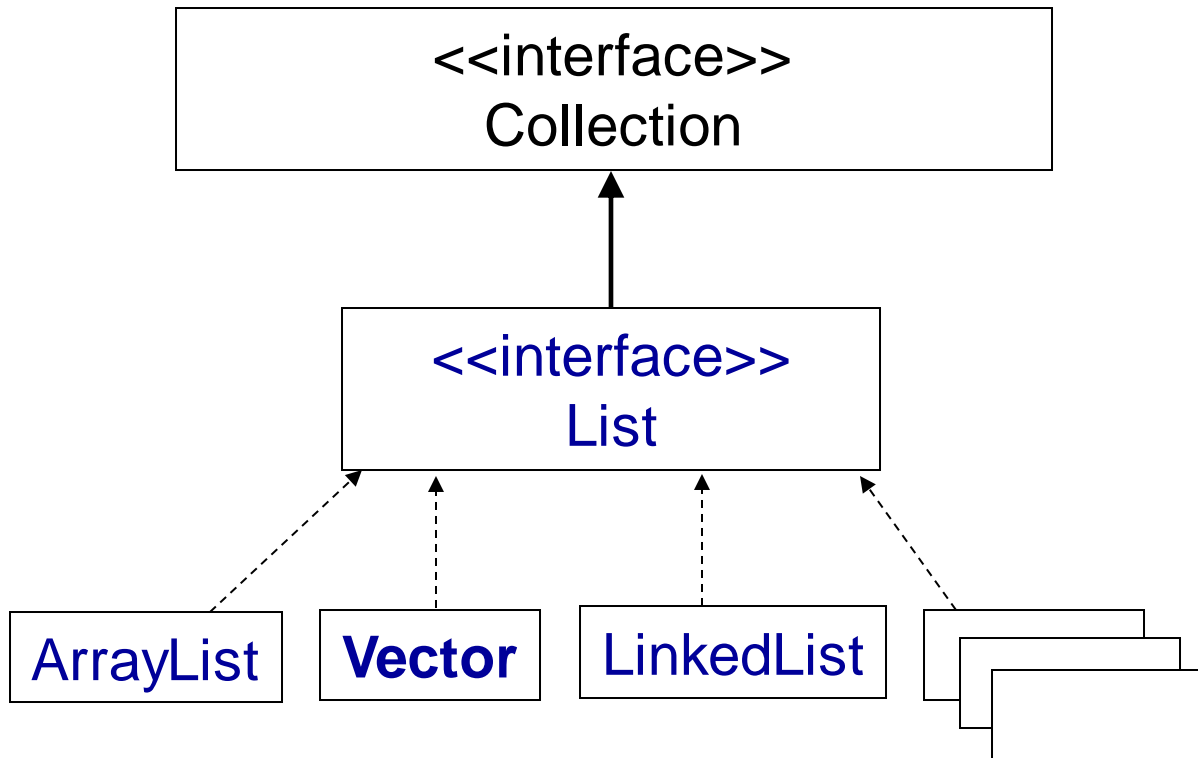 <<interface>>
Collection
<<interface>>
List
ArrayList
Vector
LinkedList